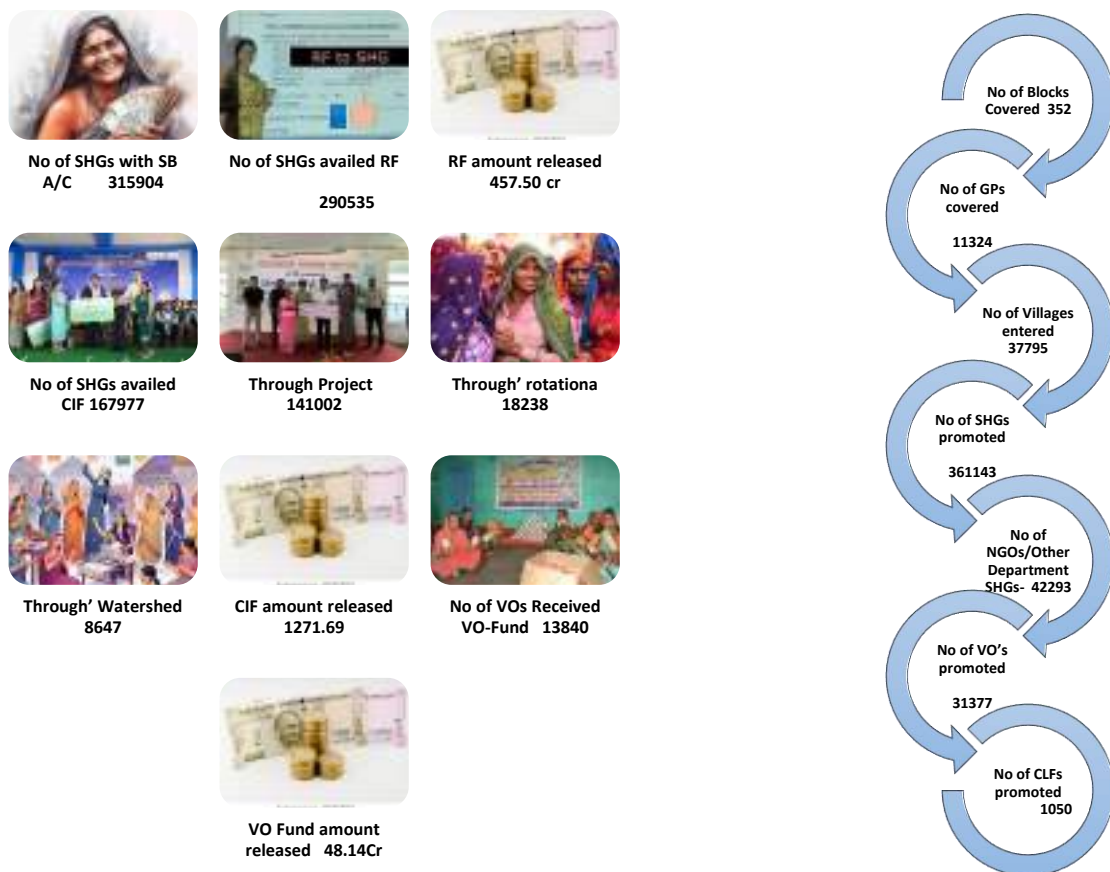 RF to SHG
No of SHGs with SB
A/C 315904
No of SHGs availed RF
290535
RF amount released
457.50 cr
No of SHGs availed
CIF 167977
Through Project
141002
Through’ rotationa
18238
Through’ Watershed
8647
CIF amount released
1271.69
No of VOs Received
VO-Fund 13840
VO Fund amount
released 48.14Cr
No of Blocks
Covered 352
No of GPs
covered
11324
No of Villages
entered
37795
No of SHGs
promoted
361143
No of
NGOs/Other
Department
SHGs- 42293
No of VO’s
promoted
31377
No of CLFs
promoted
1050